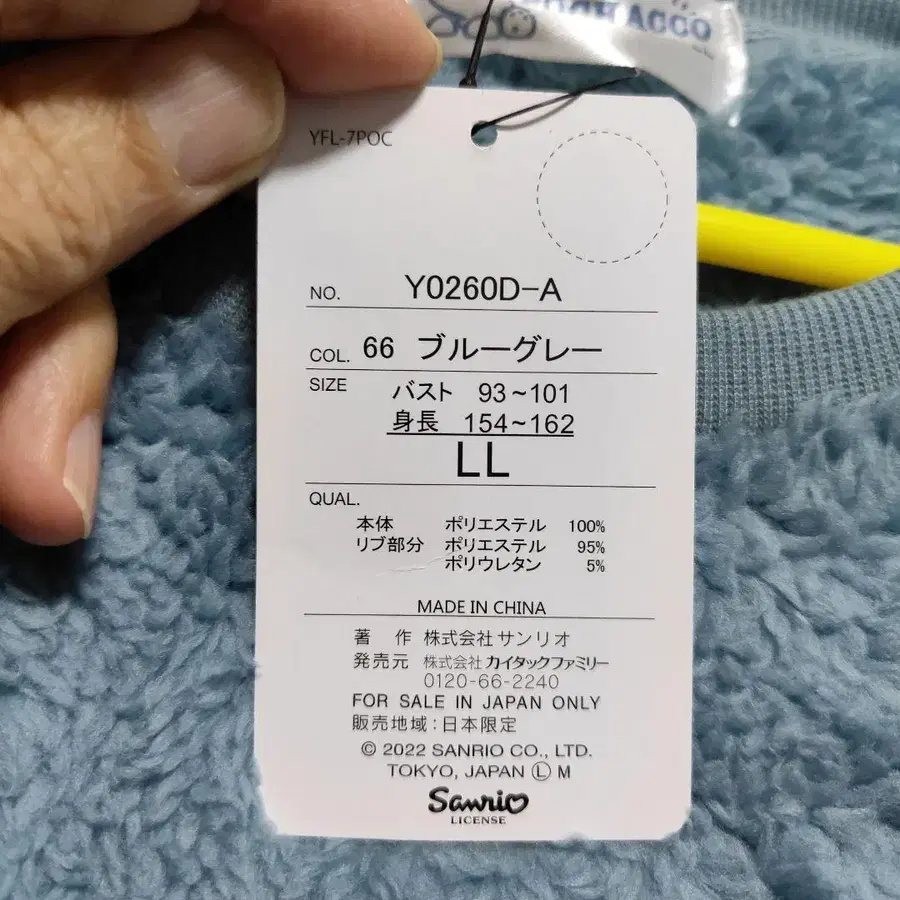 YFL-7POC
NO. Y0260D-A
COL. 66 ブルーグレー
SIZE バスト 93~101
身長 154~162
LL
QUAL.
本体 ポリエステル 100%
リブ部分 ポリエステル 95%
ポリウレタン 5%
MADE IN CHINA
著 作 株式会社サンリオ
発売元 株式会社カイタックファミリー
0120-66-2240
FOR SALE IN JAPAN ONLY
販売地域:日本限定
© 2022 SANRIO CO., LTD.
TOKYO, JAPAN Ⓛ M
Sanrio
LICENSE